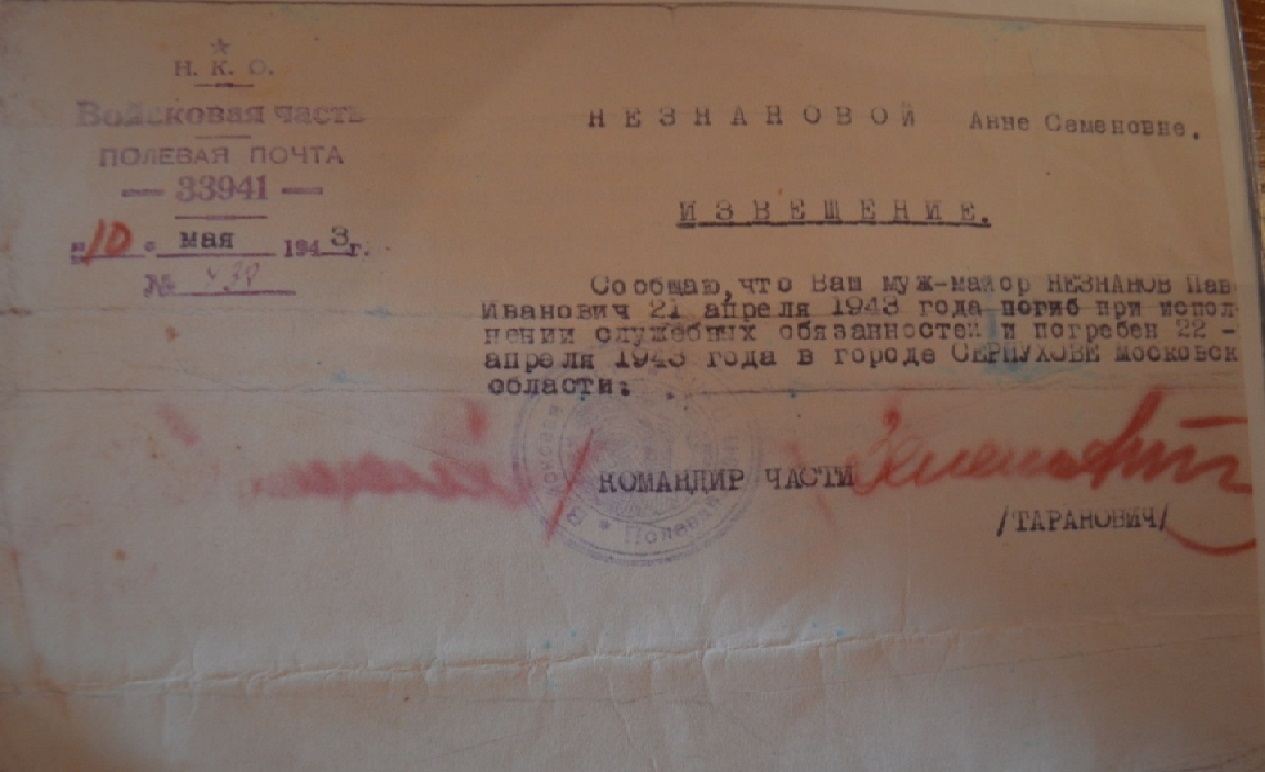 Н. К. О.
Войсковая часть
ПОЛЕВАЯ ПОЧТА
— 33941 —
"10" мая 1943 г.
№
НЕЗНАНОВОЙ Анне Семеновне.
ИЗВЕЩЕНИЕ.
Сообщаю, что Ваш муж-майор НЕЗНАНОВ Пав
Иванович 21 апреля 1943 года погиб при испол-
нении служебных обязанностей и погребен 22 -
апреля 1943 года в городе СЕРПУХОВЕ Московск
области:
КОМАНДИР ЧАСТИ
/ТАРАНОВИЧ/
Полевая